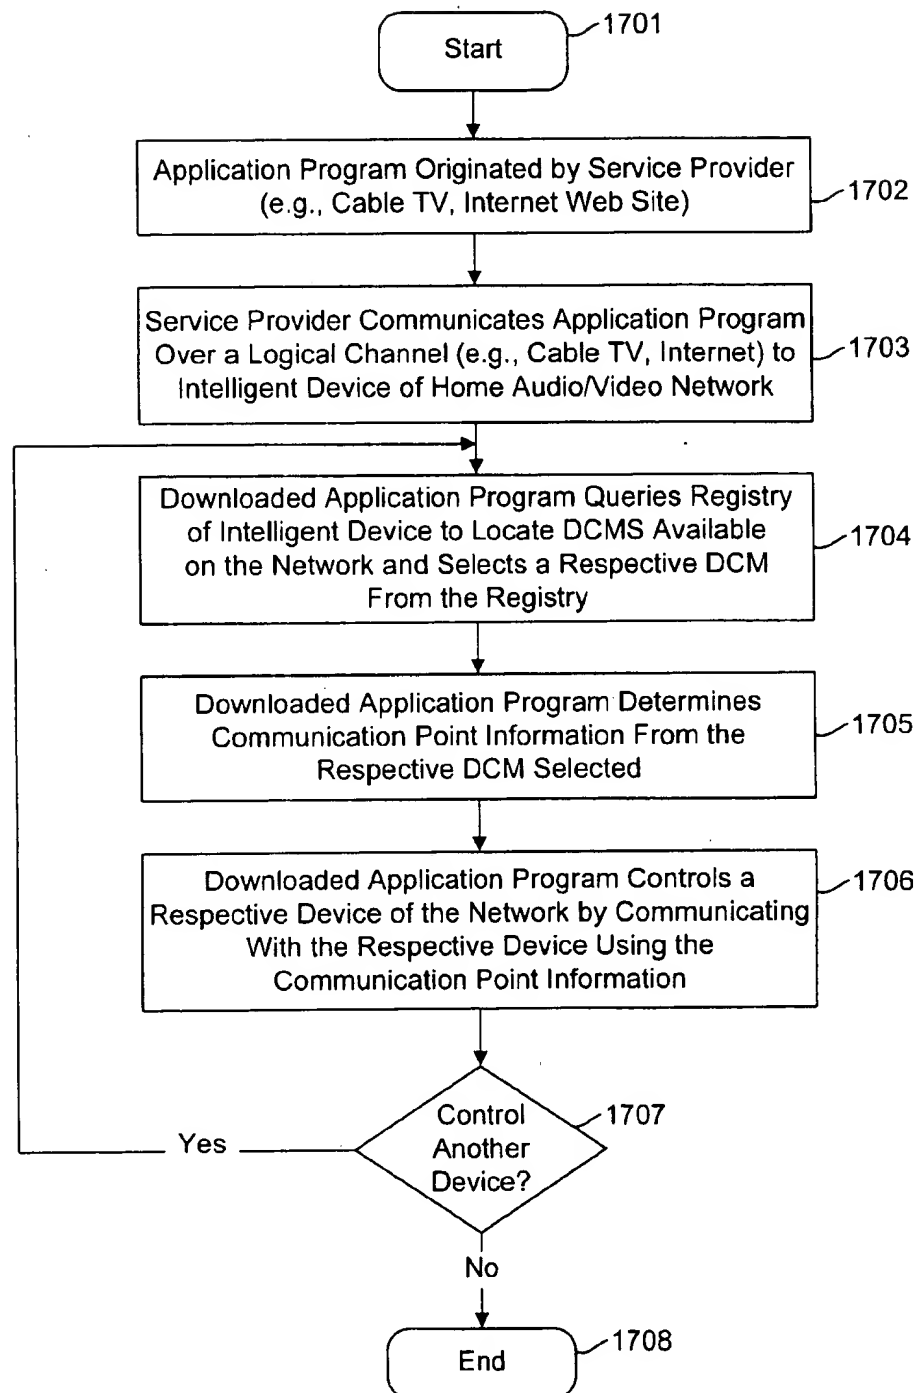 Start
1701
Application Program Originated by Service Provider
(e.g., Cable TV, Internet Web Site)
1702
Service Provider Communicates Application Program
Over a Logical Channel (e.g., Cable TV, Internet) to
Intelligent Device of Home Audio/Video Network
1703
Downloaded Application Program Queries Registry
of Intelligent Device to Locate DCMS Available
on the Network and Selects a Respective DCM
From the Registry
1704
Downloaded Application Program Determines
Communication Point Information From the
Respective DCM Selected
1705
Downloaded Application Program Controls a
Respective Device of the Network by Communicating
With the Respective Device Using the
Communication Point Information
1706
Control
Another
Device?
1707
Yes
No
End
1708